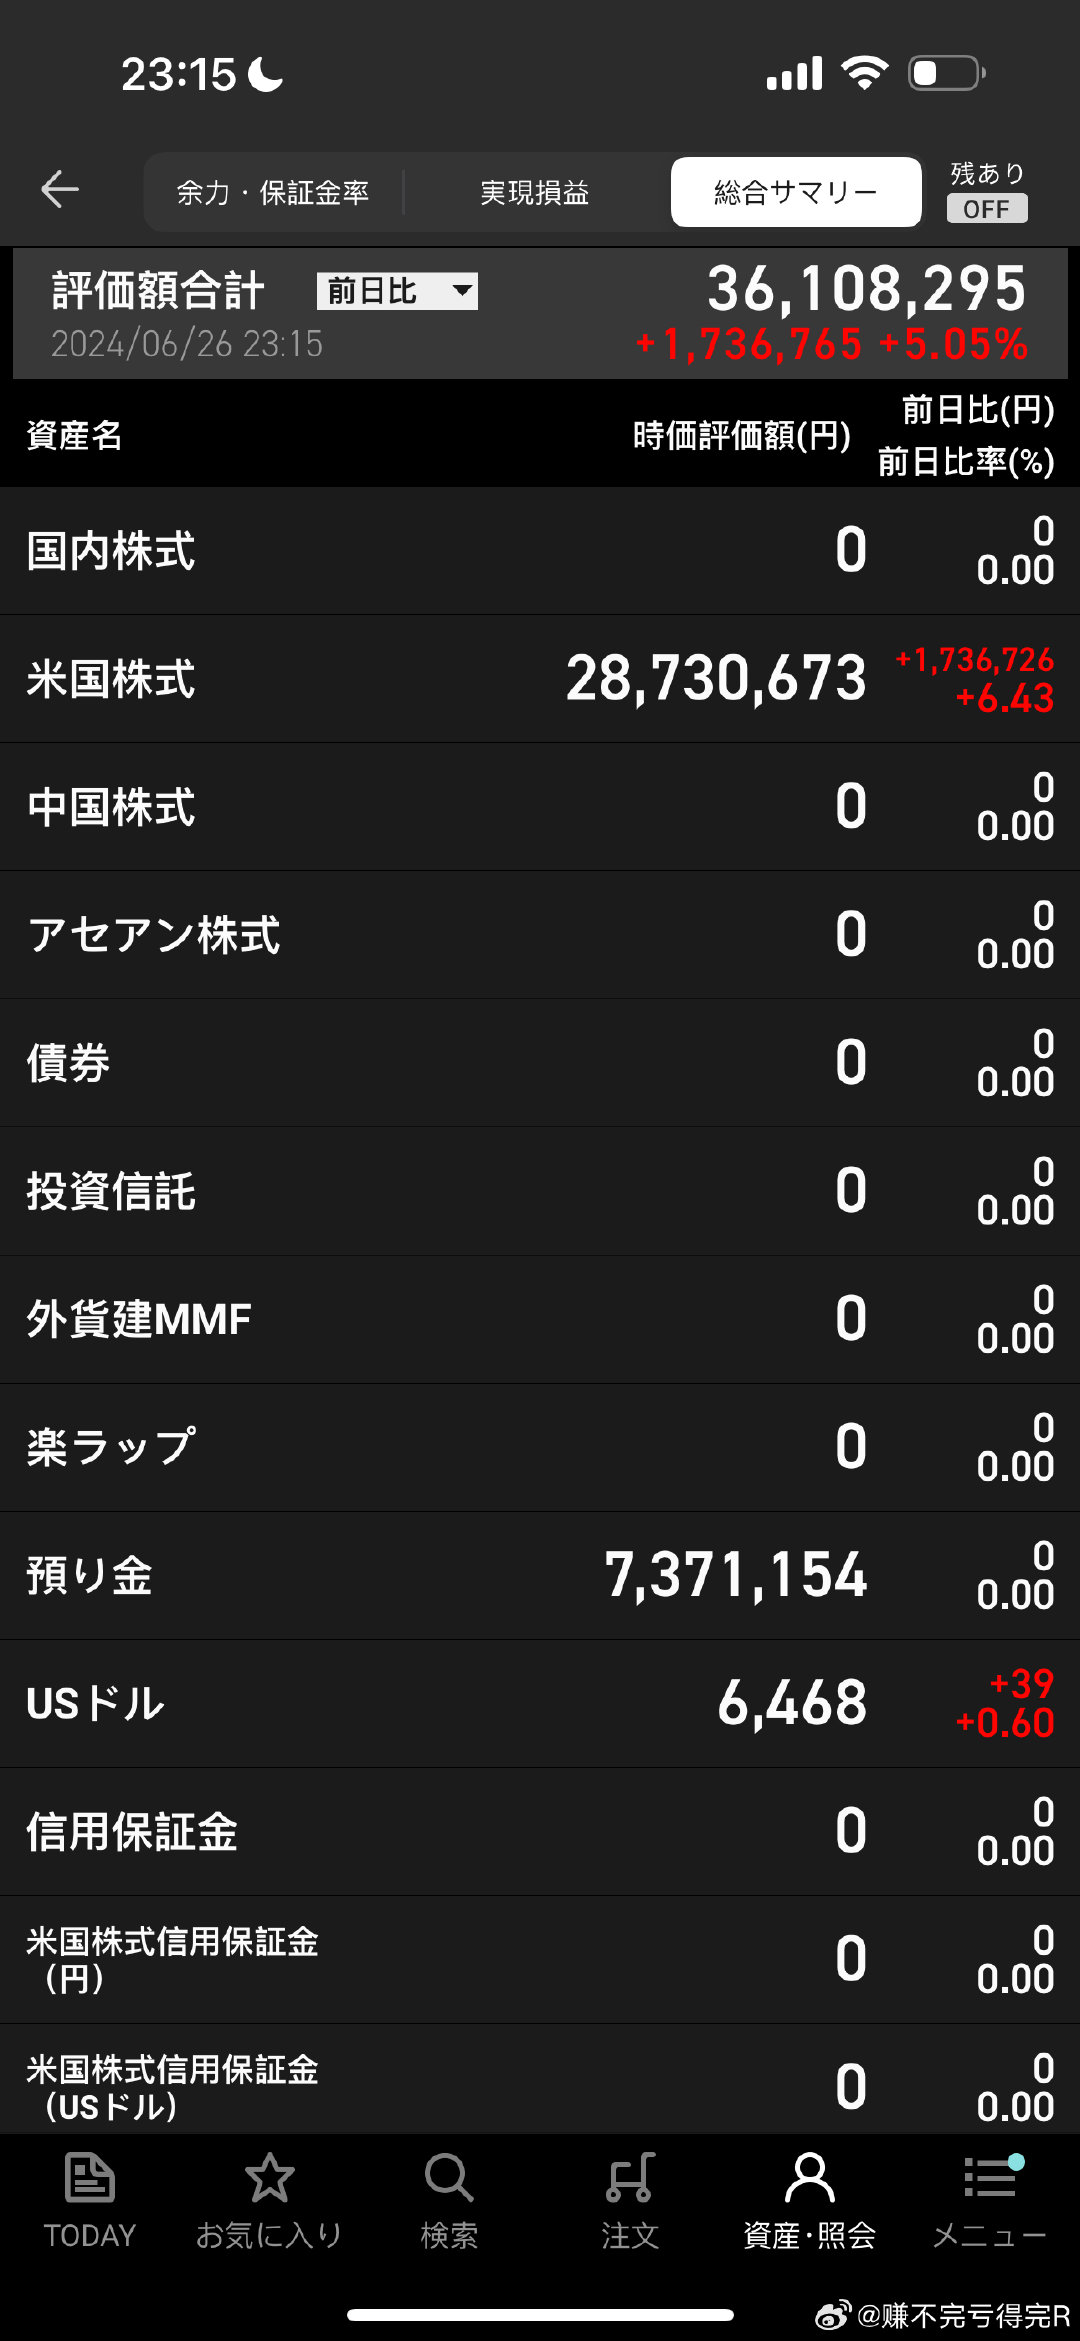 23:15
余力・保証金率 実現損益 総合サマリー 残あり
OFF
評価額合計 前日比 36,108,295
2024/06/26 23:15 +1,736,765 +5.05%
資産名 時価評価額(円) 前日比(円)
前日比率(%)
国内株式 0 0
0.00
米国株式 28,730,673 +1,736,726
+6.43
中国株式 0 0
0.00
アセアン株式 0 0
0.00
債券 0 0
0.00
投資信託 0 0
0.00
外貨建MMF 0 0
0.00
楽ラップ 0 0
0.00
預り金 7,371,154 0
0.00
USドル 6,468 +39
+0.60
信用保証金 0 0
0.00
米国株式信用保証金
(円) 0 0
0.00
米国株式信用保証金
(USドル) 0 0
0.00
TODAY お気に入り 検索 注文 資産・照会 メニュー
@赚不完亏得完R